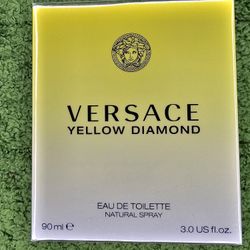 VERSACE
YELLOW DIAMOND
EAU DE TOILETTE
NATURAL SPRAY
90 ml ℮ 3.0 US fl.oz.